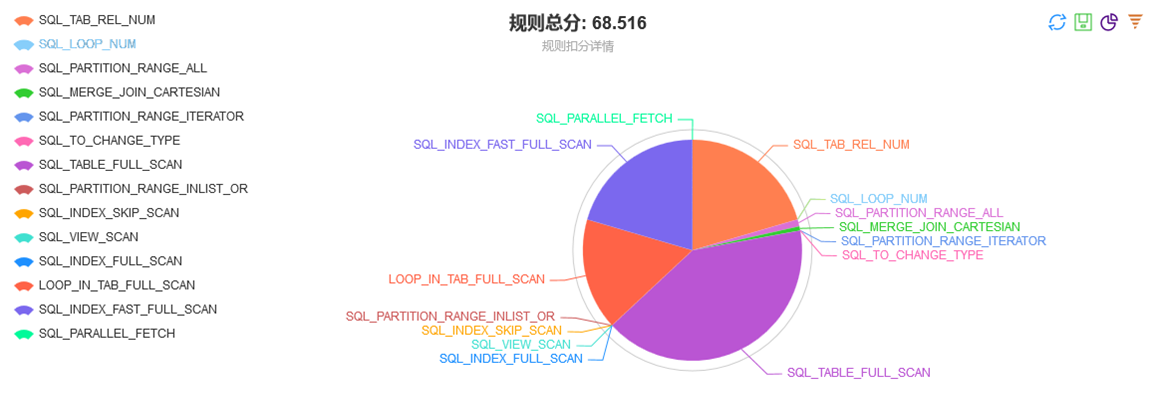 规则总分: 68.516
规则扣分详情
SQL_TAB_REL_NUM
SQL_LOOP_NUM
SQL_PARTITION_RANGE_ALL
SQL_MERGE_JOIN_CARTESIAN
SQL_PARTITION_RANGE_ITERATOR
SQL_TO_CHANGE_TYPE
SQL_TABLE_FULL_SCAN
SQL_PARTITION_RANGE_INLIST_OR
SQL_INDEX_SKIP_SCAN
SQL_VIEW_SCAN
SQL_INDEX_FULL_SCAN
LOOP_IN_TAB_FULL_SCAN
SQL_INDEX_FAST_FULL_SCAN
SQL_PARALLEL_FETCH
SQL_PARALLEL_FETCH
SQL_INDEX_FAST_FULL_SCAN
SQL_TAB_REL_NUM
SQL_LOOP_NUM
SQL_PARTITION_RANGE_ALL
SQL_MERGE_JOIN_CARTESIAN
SQL_PARTITION_RANGE_ITERATOR
SQL_TO_CHANGE_TYPE
LOOP_IN_TAB_FULL_SCAN
SQL_PARTITION_RANGE_INLIST_OR
SQL_INDEX_SKIP_SCAN
SQL_VIEW_SCAN
SQL_INDEX_FULL_SCAN
SQL_TABLE_FULL_SCAN